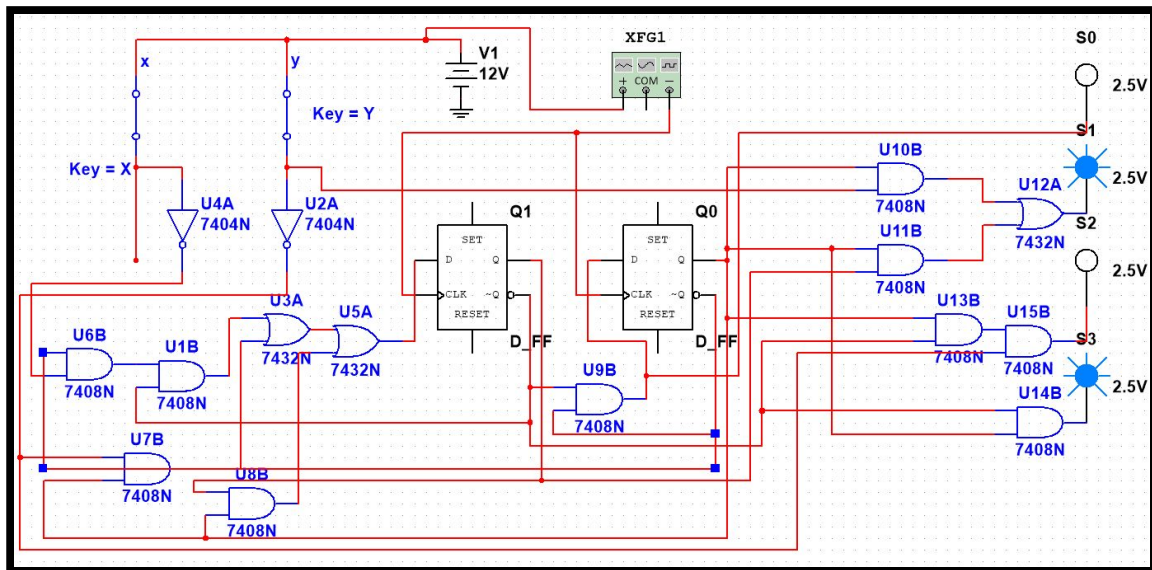 XFG1
S0
x
y
V1
12V
+ COM −
2.5V
Key = Y
S1
U10B
Key = X
2.5V
7408N
U12A
U4A
7404N
U2A
7404N
Q1
Q0
S2
U11B
7432N
SET
SET
D Q
D Q
2.5V
7408N
CLK ~Q
CLK ~Q
U3A
U5A
RESET
RESET
U13B
U15B
U6B
U1B
7432N
7432N
D_FF
D_FF
7408N
S3
7408N
U9B
7408N
7408N
2.5V
U14B
7408N
U7B
7408N
U8B
7408N
7408N
7408N